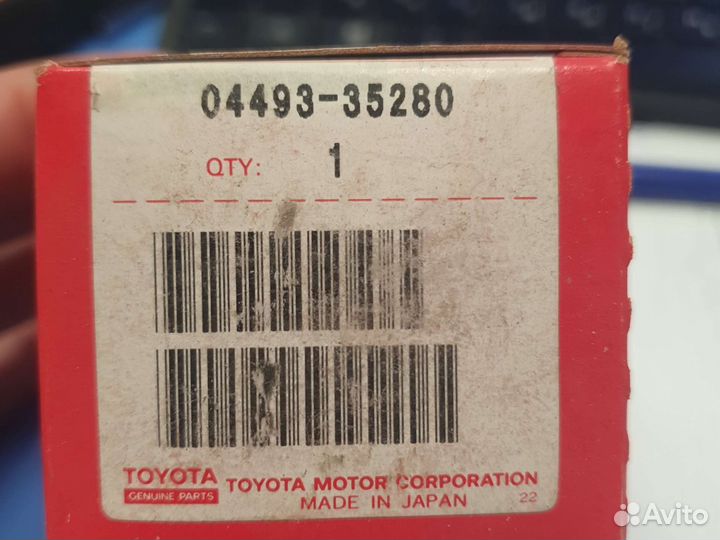 04493-35280
QTY: 1
TOYOTA
GENUINE PARTS
TOYOTA MOTOR CORPORATION
MADE IN JAPAN
22
Avito